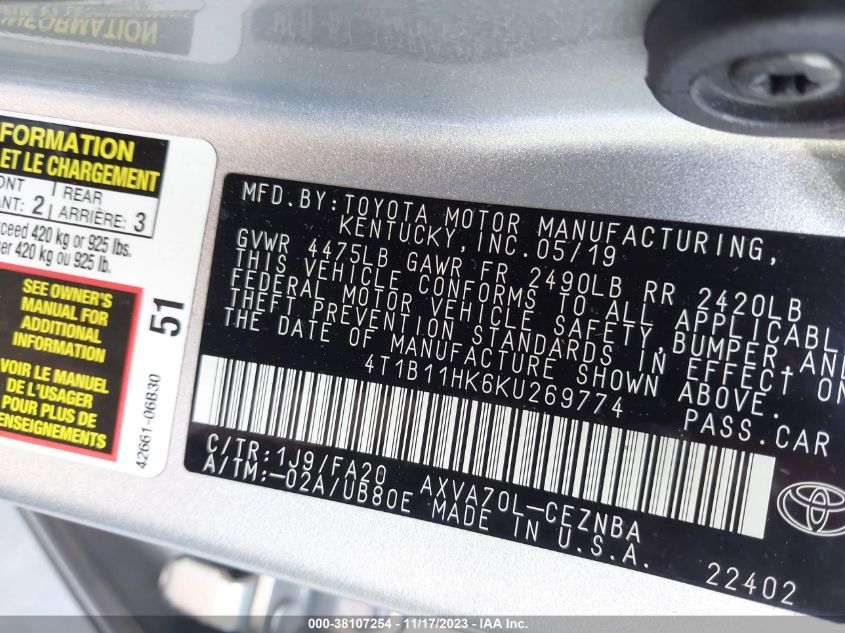 INFORMATION
FORMATION
ET LE CHARGEMENT
ONT
ANT: 2
REAR
ARRIÈRE: 3
ceed 420 kg or 925 lbs.
ser 420 kg ou 925 lb.
SEE OWNER'S
MANUAL FOR
ADDITIONAL
INFORMATION
VOIR LE MANUEL
DE L'USAGER
POUR PLUS DE
RENSEIGNEMENTS
51
42661-06B30
MFD.BY:TOYOTA MOTOR MANUFACTURING,
KENTUCKY,INC.05/19
GVWR 4475LB GAWR FR 2490LB RR 2420LB
THIS VEHICLE CONFORMS TO ALL APPLICABL
FEDERAL MOTOR VEHICLE SAFETY,BUMPER,AND
THEFT PREVENTION STANDARDS IN EFFECT ON
THE DATE OF MANUFACTURE SHOWN ABOVE.
4T1B11HK6KU269774 PASS.CAR
C/TR:1J9/FA20 AXVA70L-CEZNBA
A/TM:-02A/UB80E MADE IN U.S.A.
TOYOTA
22402
000-38107254 - 11/17/2023 - IAA Inc.